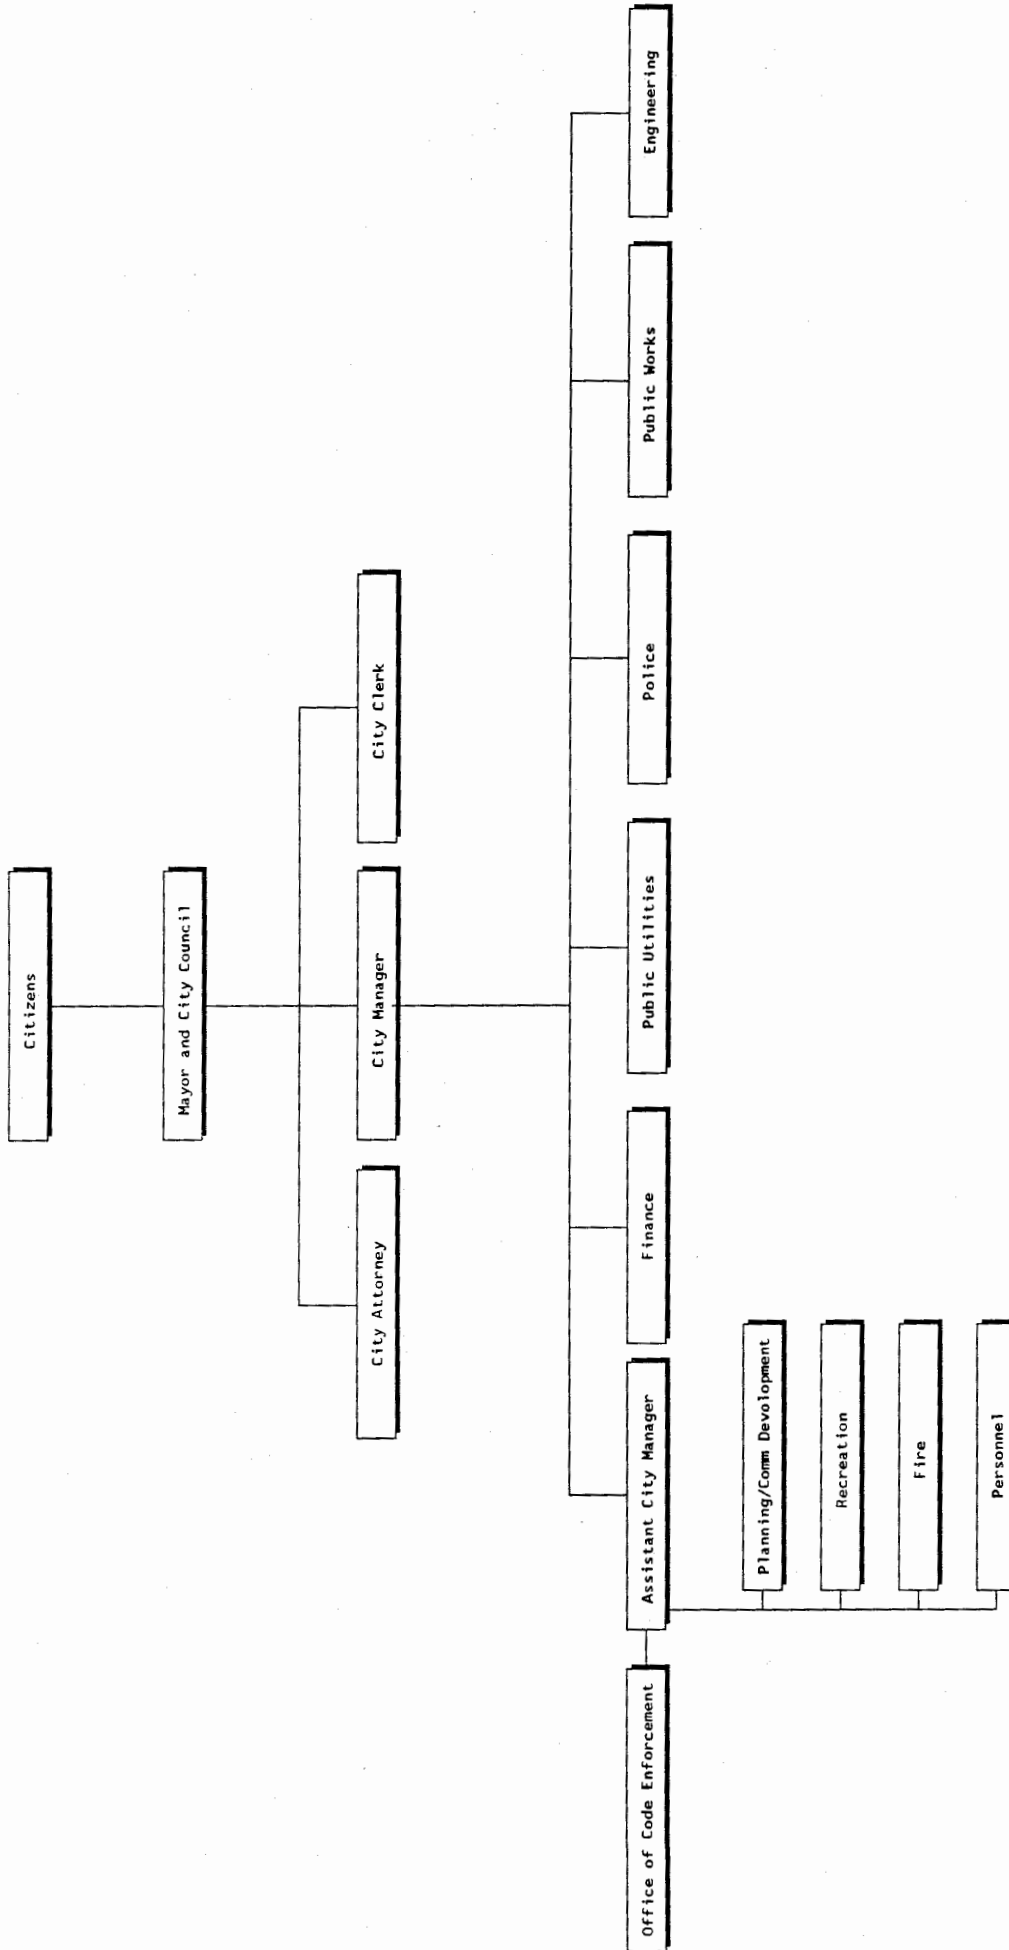 Citizens
Mayor and City Council
City Attorney
City Manager
City Clerk
Office of Code Enforcement
Assistant City Manager
Finance
Public Utilities
Police
Public Works
Engineering
Planning/Comm Devolopment
Recreation
Fire
Personnel